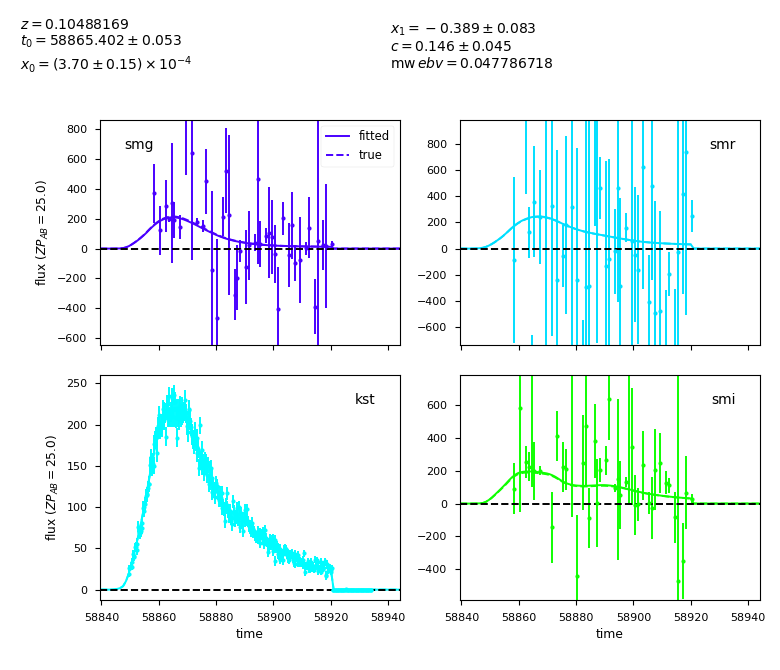 z = 0.10488169
t₀ = 58865.402 ± 0.053
x₀ = (3.70 ± 0.15) × 10⁻⁴
x₁ = −0.389 ± 0.083
c = 0.146 ± 0.045
mw ebv = 0.047786718
800
600
400
200
0
−200
−400
−600
flux (ZP_AB = 25.0)
smg
fitted
true
800
600
400
200
0
−200
−400
−600
smr
250
200
150
100
50
0
flux (ZP_AB = 25.0)
kst
58840
58860
58880
58900
58920
58940
time
600
400
200
0
−200
−400
smi
58840
58860
58880
58900
58920
58940
time